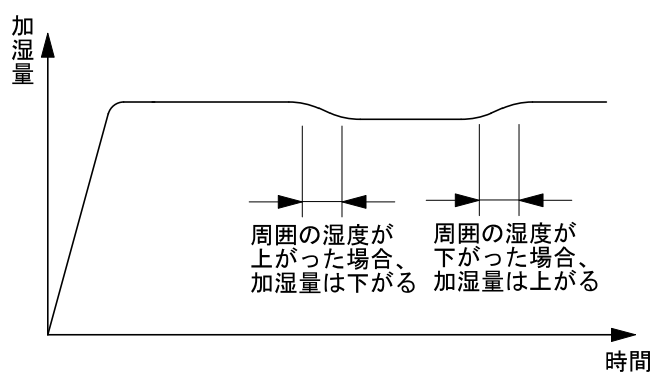 加湿量
周囲の湿度が
上がった場合、
加湿量は下がる
周囲の湿度が
下がった場合、
加湿量は上がる
時間